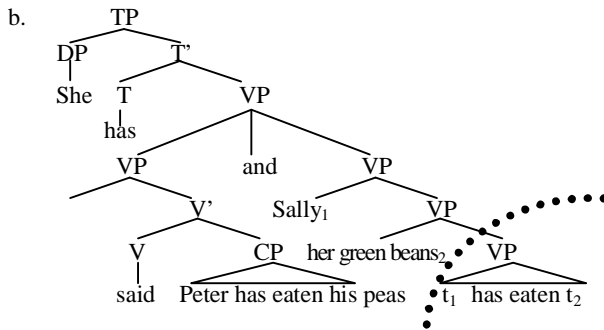 b. TP
DP T’
She T VP
has
VP and VP
V’ Sally₁ VP
V CP her green beans₂ VP
said Peter has eaten his peas t₁ has eaten t₂